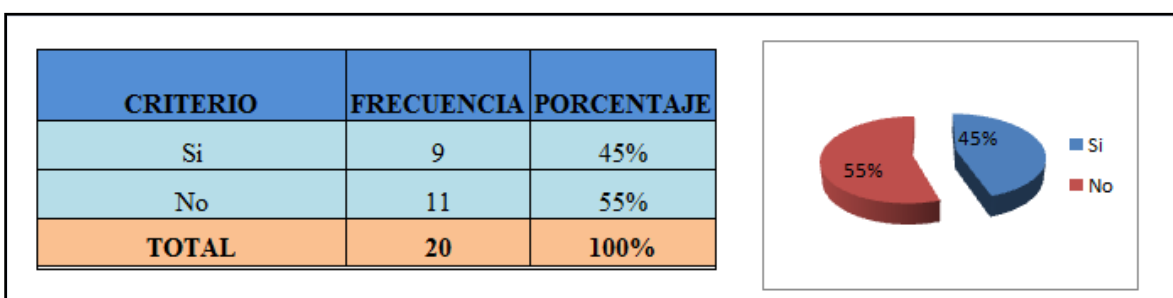 CRITERIO FRECUENCIA PORCENTAJE
Si 9 45%
No 11 55%
TOTAL 20 100%
45%
55%
Si
No